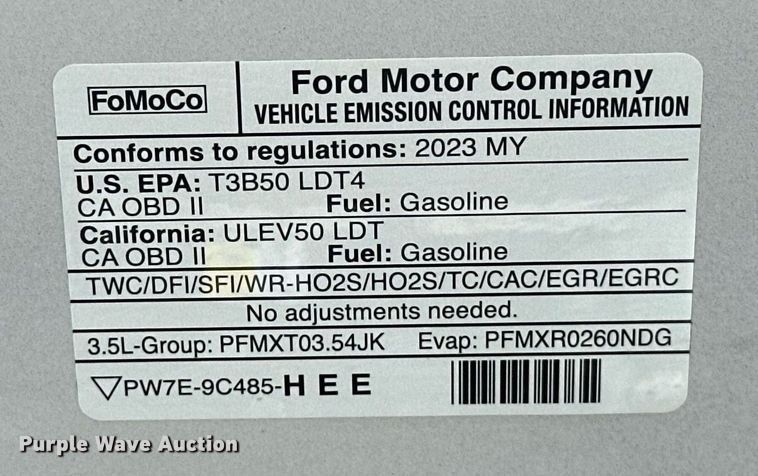 FoMoCo
Ford Motor Company
VEHICLE EMISSION CONTROL INFORMATION
Conforms to regulations: 2023 MY
U.S. EPA: T3B50 LDT4
CA OBD II Fuel: Gasoline
California: ULEV50 LDT
CA OBD II Fuel: Gasoline
TWC/DFI/SFI/WR-HO2S/HO2S/TC/CAC/EGR/EGRC
No adjustments needed.
3.5L-Group: PFMXT03.54JK Evap: PFMXR0260NDG
▽PW7E-9C485-HEE
Purple Wave Auction